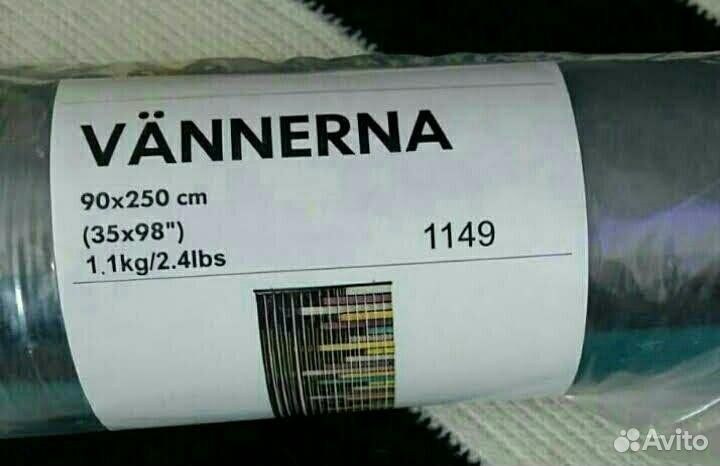 VÄNNERNA
90x250 cm
(35x98")
1.1kg/2.4lbs
1149
Avito